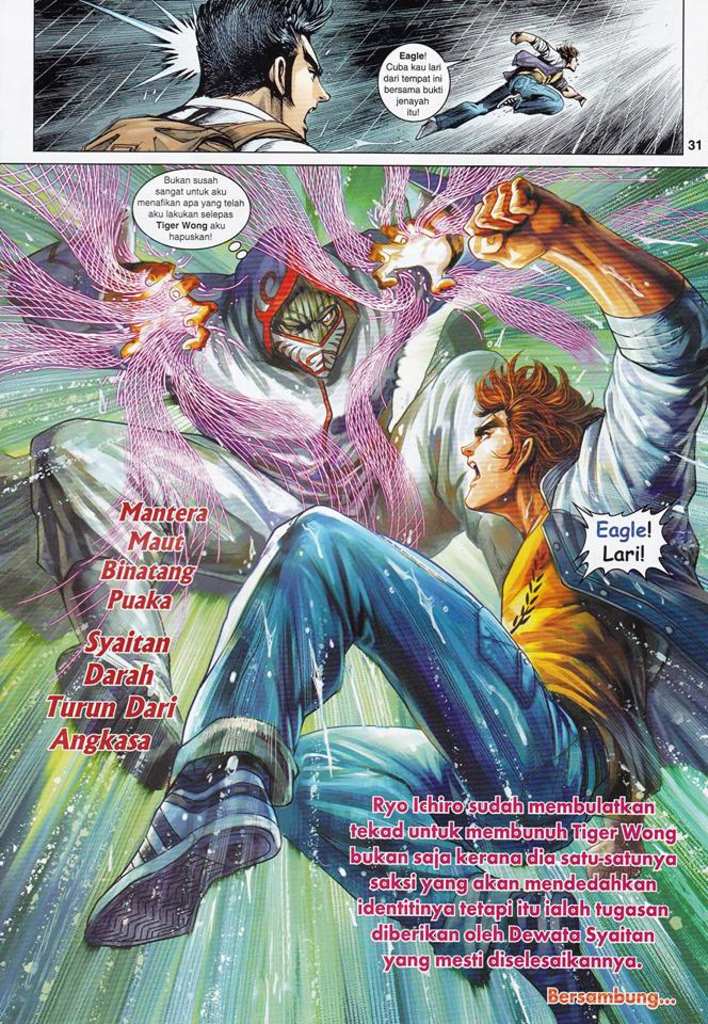 Eagle!
Cuba kau lari
dari tempat ini
bersama bukti
jenayah
itu!
31
Bukan susah
sangat untuk aku
menafikan apa yang telah
aku lakukan selepas
Tiger Wong aku
hapuskan!
Eagle!
Lari!
Mantera
Maut
Binatang
Puaka
Syaitan
Darah
Turun Dari
Angkasa
Ryo Ichiro sudah membulatkan
tekad untuk membunuh Tiger Wong
bukan saja kerana dia satu-satunya
saksi yang akan mendedahkan
identitinya tetapi itu ialah tugasan
diberikan oleh Dewata Syaitan
yang mesti diselesaikannya.
Bersambung...